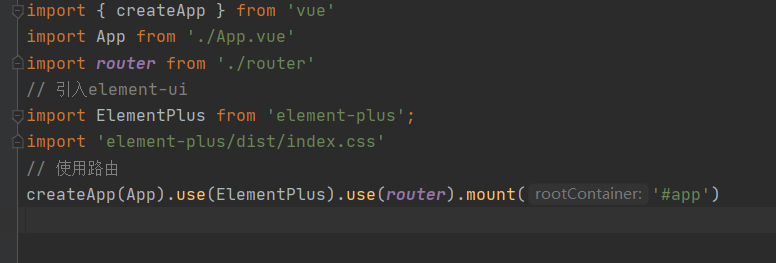 import { createApp } from 'vue'
import App from './App.vue'
import router from './router'
// 引入element-ui
import ElementPlus from 'element-plus';
import 'element-plus/dist/index.css'
// 使用路由
createApp(App).use(ElementPlus).use(router).mount( rootContainer: '#app')